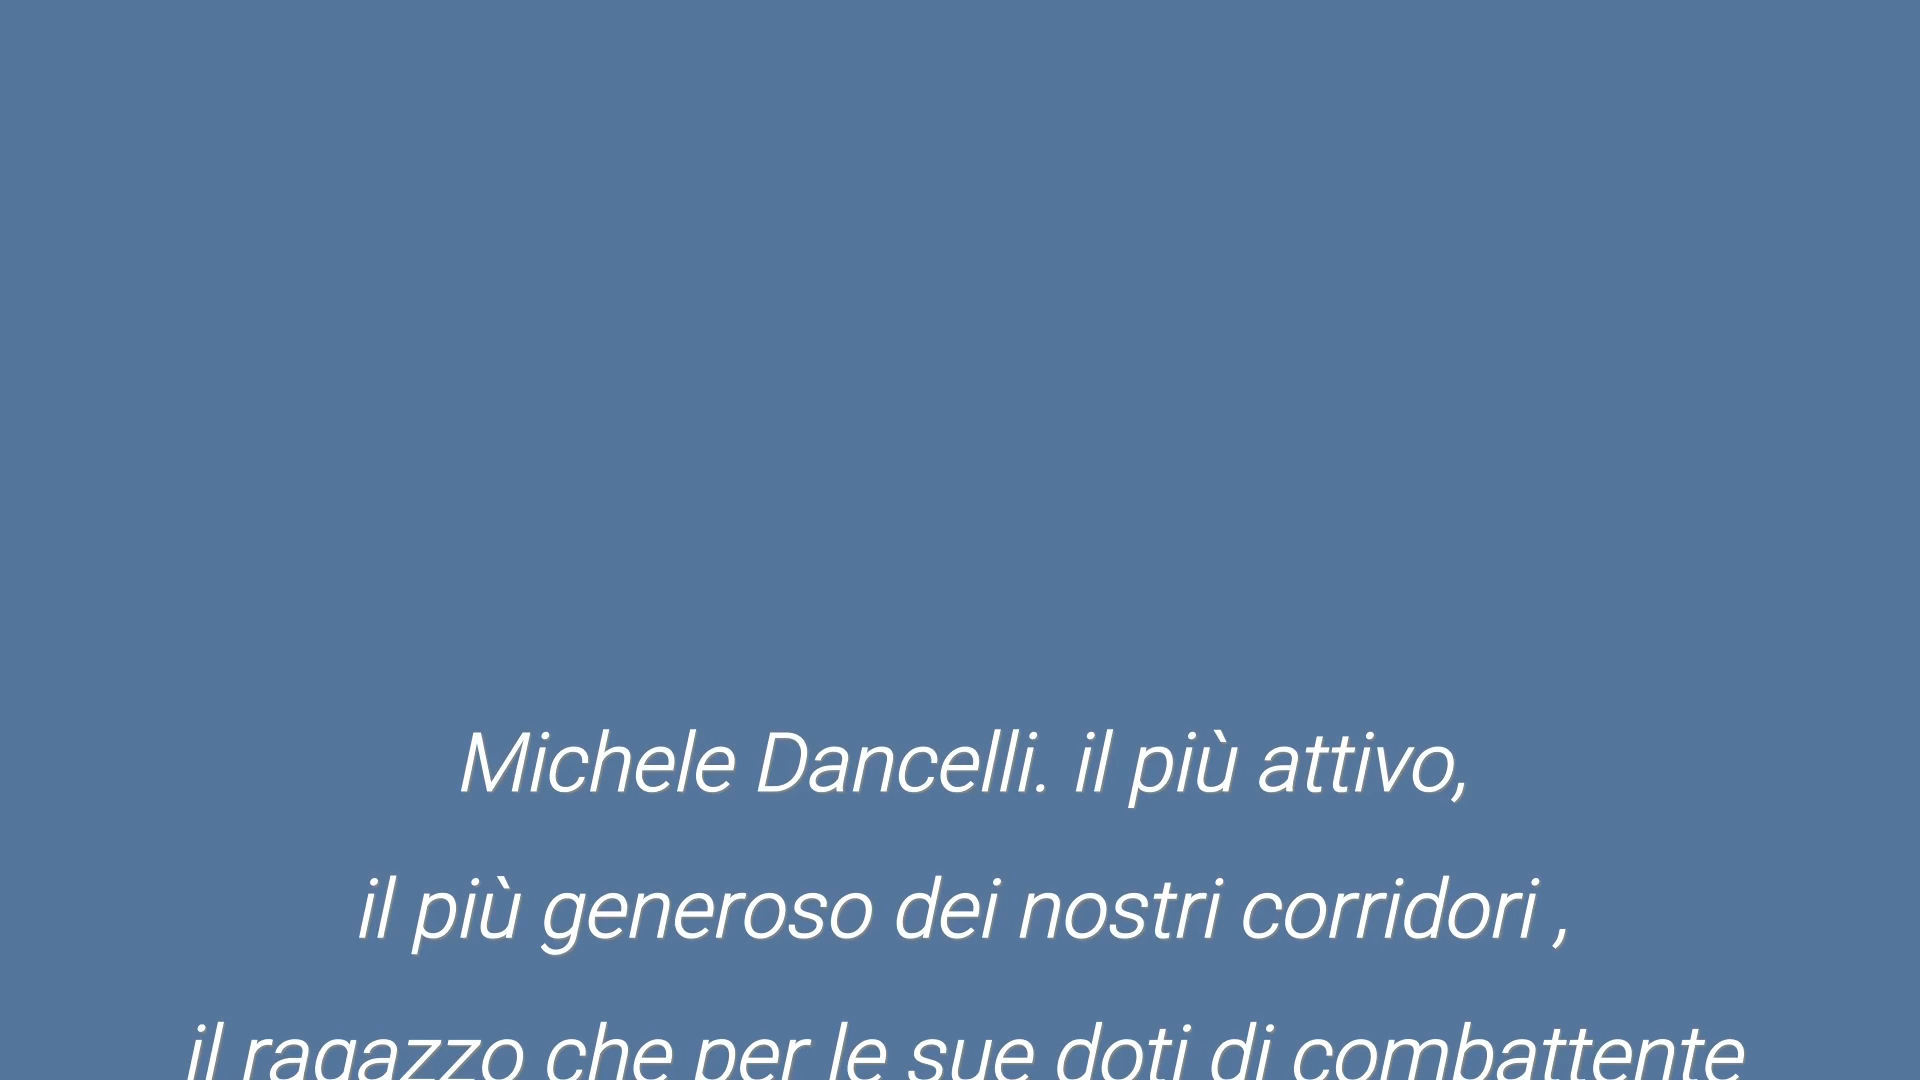 Michele Dancelli. il più attivo,
il più generoso dei nostri corridori ,
il ragazzo che per le sue doti di combattente